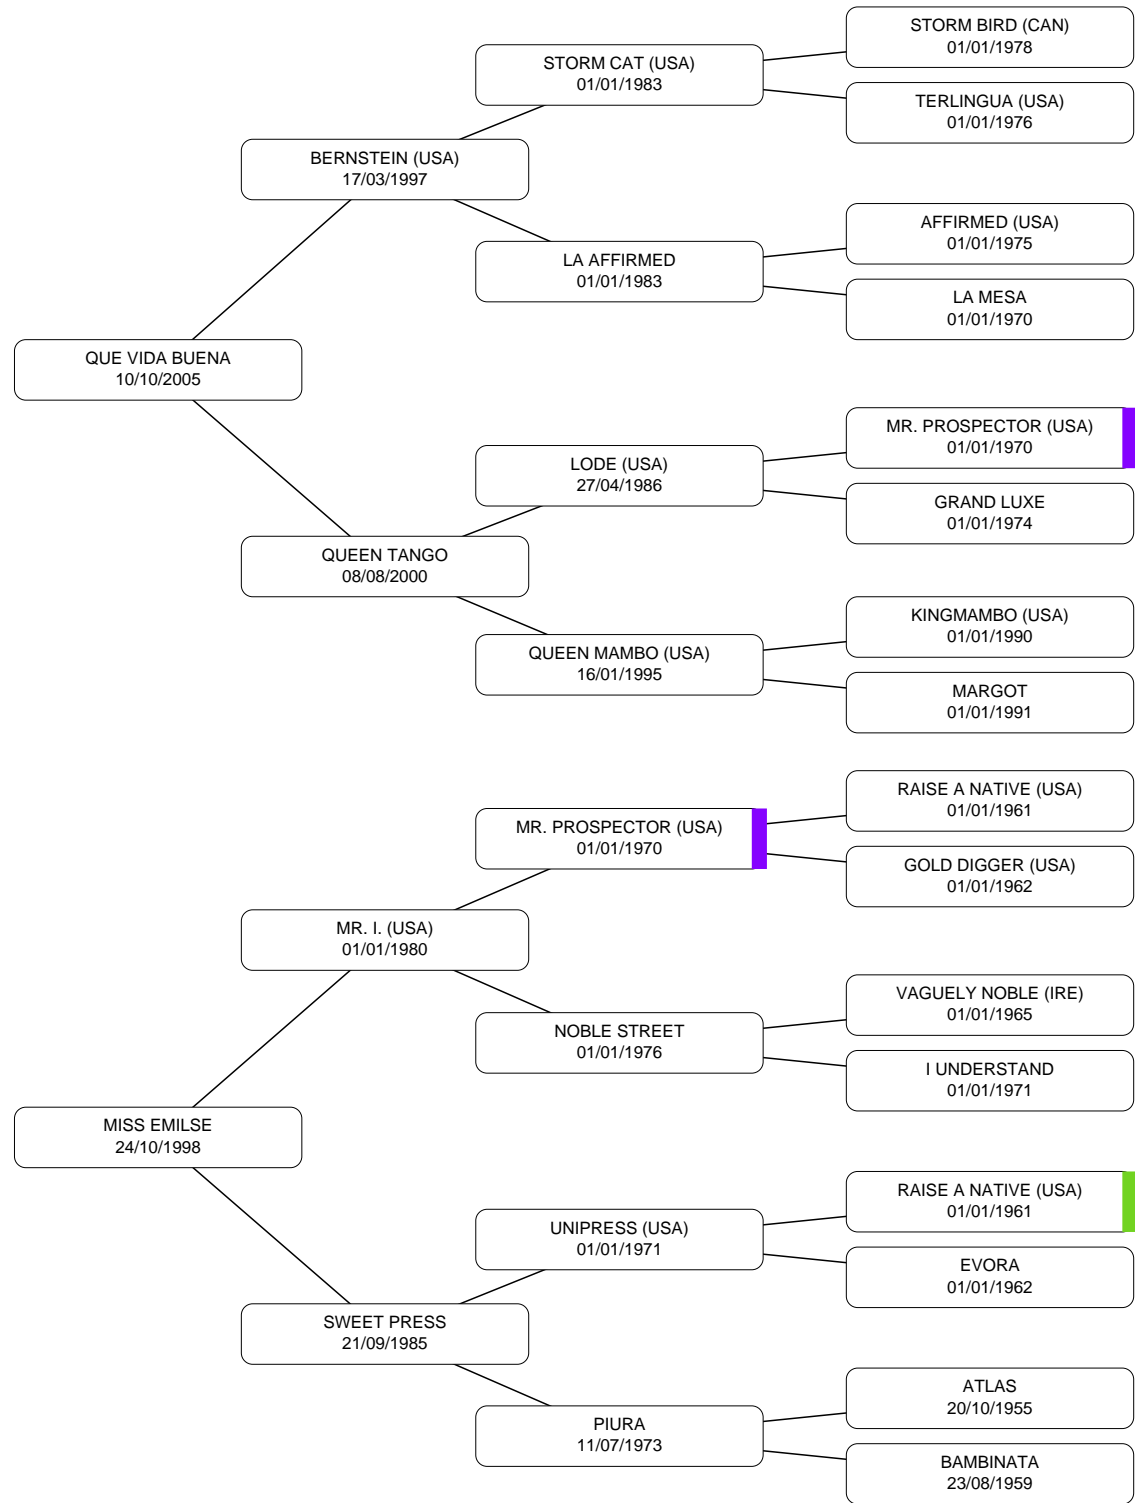 STORM BIRD (CAN)
01/01/1978
STORM CAT (USA)
01/01/1983
TERLINGUA (USA)
01/01/1976
BERNSTEIN (USA)
17/03/1997
AFFIRMED (USA)
01/01/1975
LA AFFIRMED
01/01/1983
LA MESA
01/01/1970
QUE VIDA BUENA
10/10/2005
MR. PROSPECTOR (USA)
01/01/1970
LODE (USA)
27/04/1986
GRAND LUXE
01/01/1974
QUEEN TANGO
08/08/2000
KINGMAMBO (USA)
01/01/1990
QUEEN MAMBO (USA)
16/01/1995
MARGOT
01/01/1991
RAISE A NATIVE (USA)
01/01/1961
MR. PROSPECTOR (USA)
01/01/1970
GOLD DIGGER (USA)
01/01/1962
MR. I. (USA)
01/01/1980
VAGUELY NOBLE (IRE)
01/01/1965
NOBLE STREET
01/01/1976
I UNDERSTAND
01/01/1971
MISS EMILSE
24/10/1998
RAISE A NATIVE (USA)
01/01/1961
UNIPRESS (USA)
01/01/1971
EVORA
01/01/1962
SWEET PRESS
21/09/1985
ATLAS
20/10/1955
PIURA
11/07/1973
BAMBINATA
23/08/1959